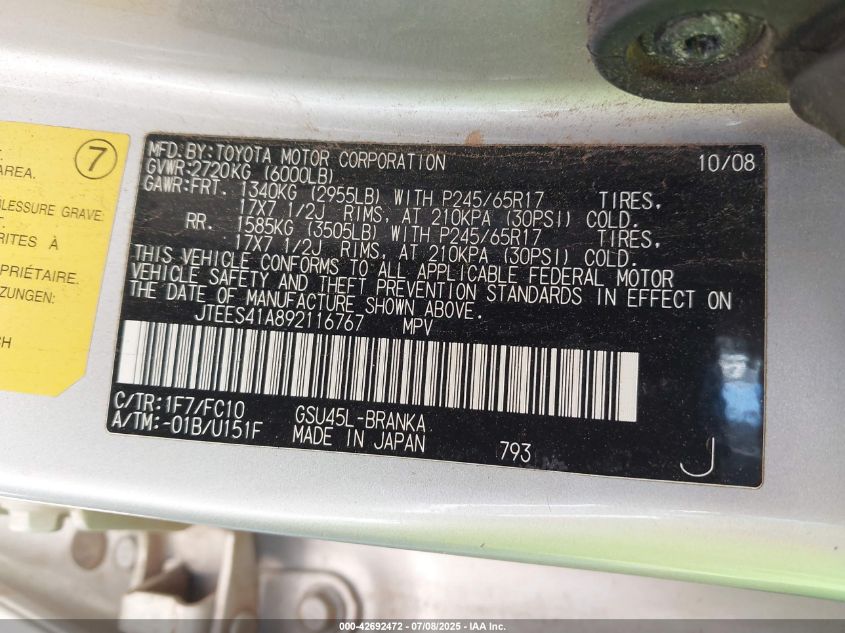 7
AREA.
GLESSURE GRAVE
RITES À
PROPRIÉTAIRE.
ZUNGEN:
CH
MFD. BY: TOYOTA MOTOR CORPORATION 10/08
GVWR: 2720KG (6000LB)
GAWR: FRT. 1340KG (2955LB) WITH P245/65R17 TIRES,
17X7 1/2J RIMS, AT 210KPA (30PSI) COLD.
RR. 1585KG (3505LB) WITH P245/65R17 TIRES,
17X7 1/2J RIMS, AT 210KPA (30PSI) COLD.
THIS VEHICLE CONFORMS TO ALL APPLICABLE FEDERAL MOTOR
VEHICLE SAFETY AND THEFT PREVENTION STANDARDS IN EFFECT ON
THE DATE OF MANUFACTURE SHOWN ABOVE.
JTEES41A892116767 MPV
C/TR: 1F7/FC10 GSU45L-BRANKA
A/TM: -01B/U151F MADE IN JAPAN 793 J
000-42692472 - 07/08/2025 - IAA Inc.